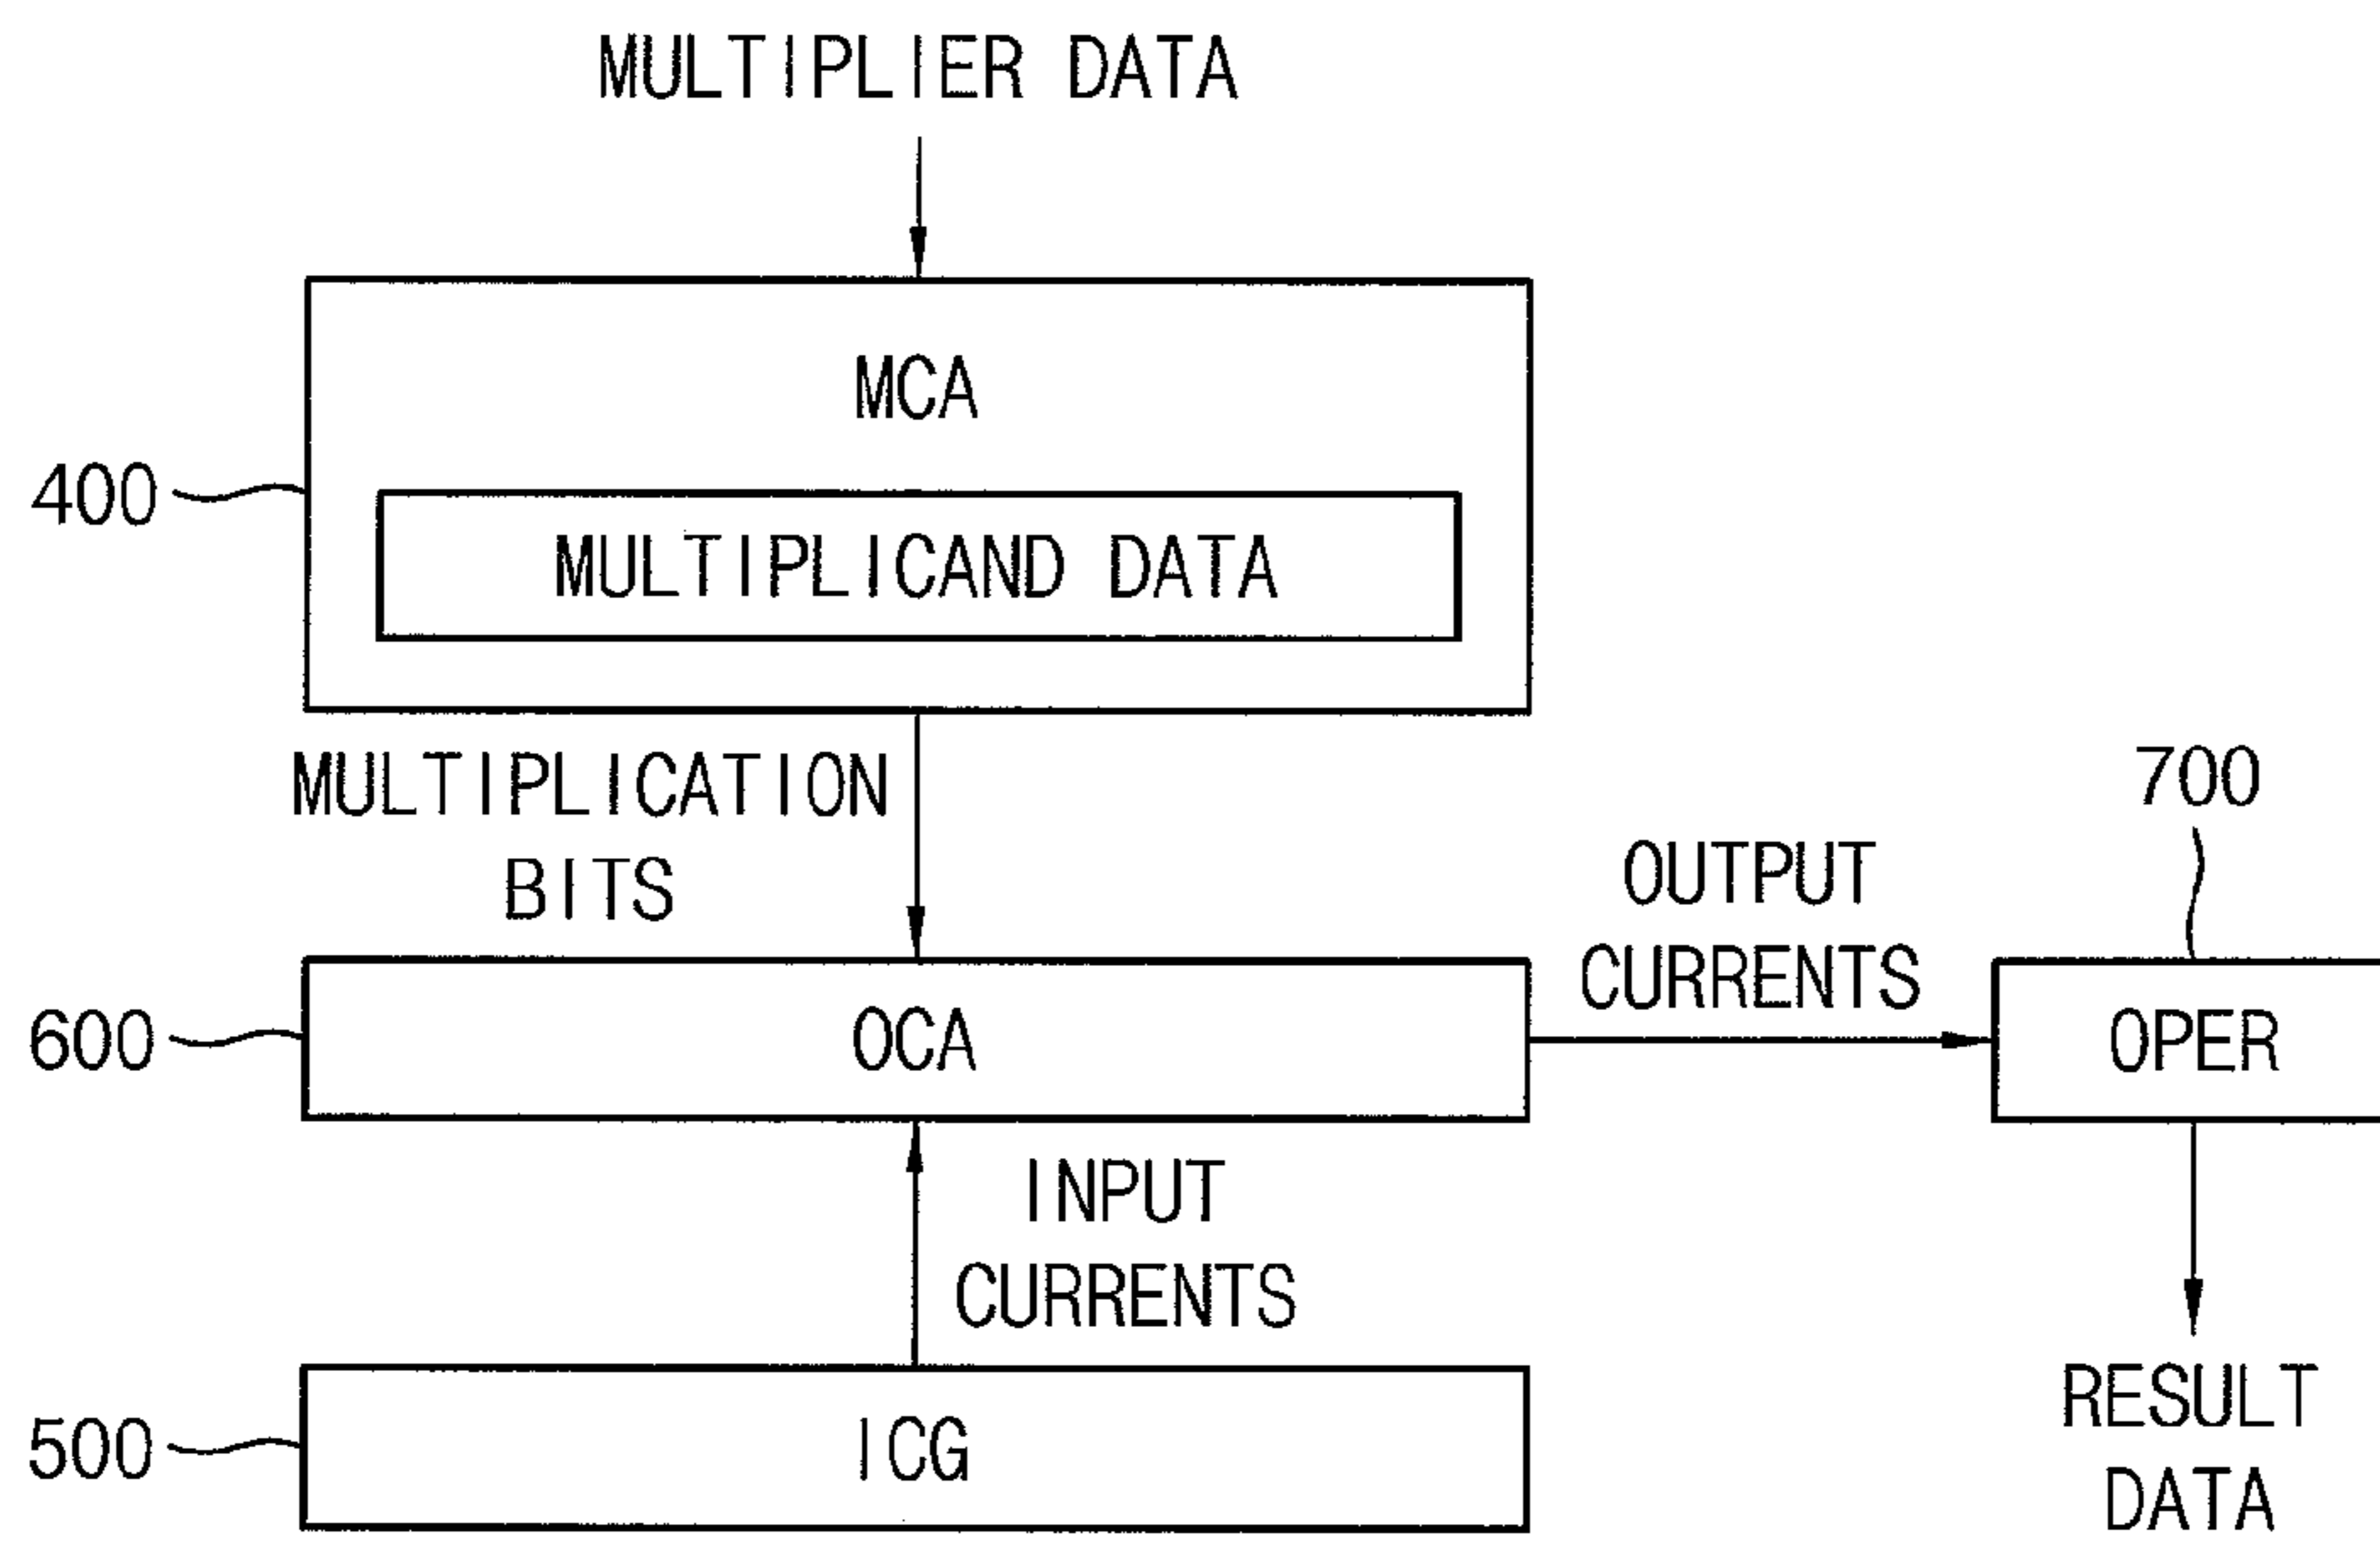 MULTIPLIER DATA
MCA
400
MULTIPLICAND DATA
MULTIPLICATION
BITS
700
OUTPUT
CURRENTS
600
OCA
OPER
INPUT
CURRENTS
500
ICG
RESULT
DATA